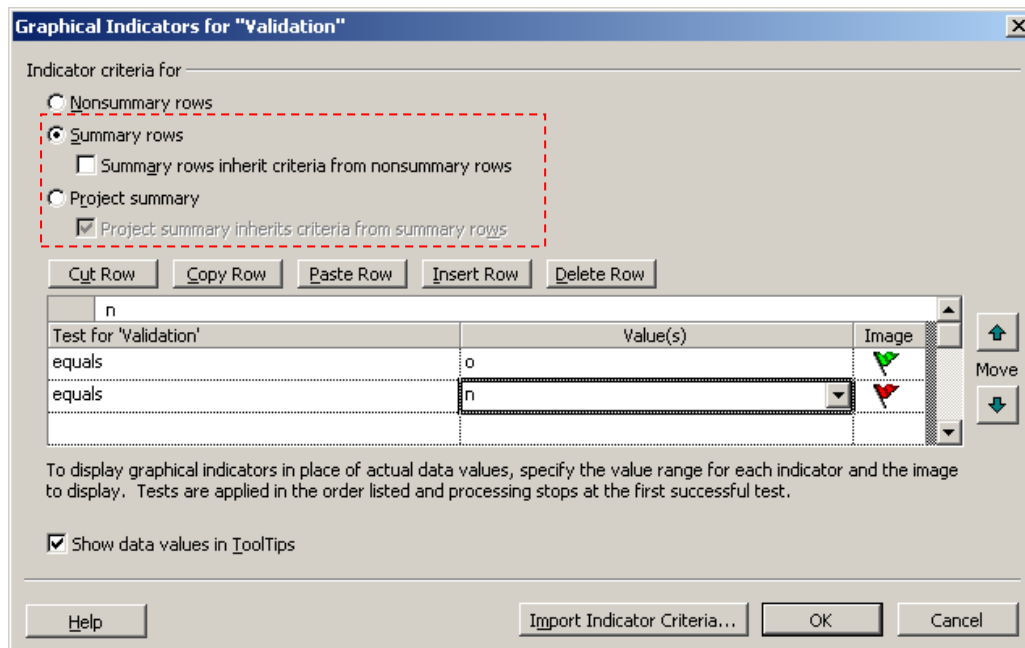 Graphical Indicators for "Validation"
Indicator criteria for
Nonsummary rows
Summary rows
Summary rows inherit criteria from nonsummary rows
Project summary
Project summary inherits criteria from summary rows
Cut Row Copy Row Paste Row Insert Row Delete Row
n
Test for 'Validation' Value(s) Image
equals o
Move
equals n
To display graphical indicators in place of actual data values, specify the value range for each indicator and the image
to display. Tests are applied in the order listed and processing stops at the first successful test.
Show data values in ToolTips
Help Import Indicator Criteria... OK Cancel